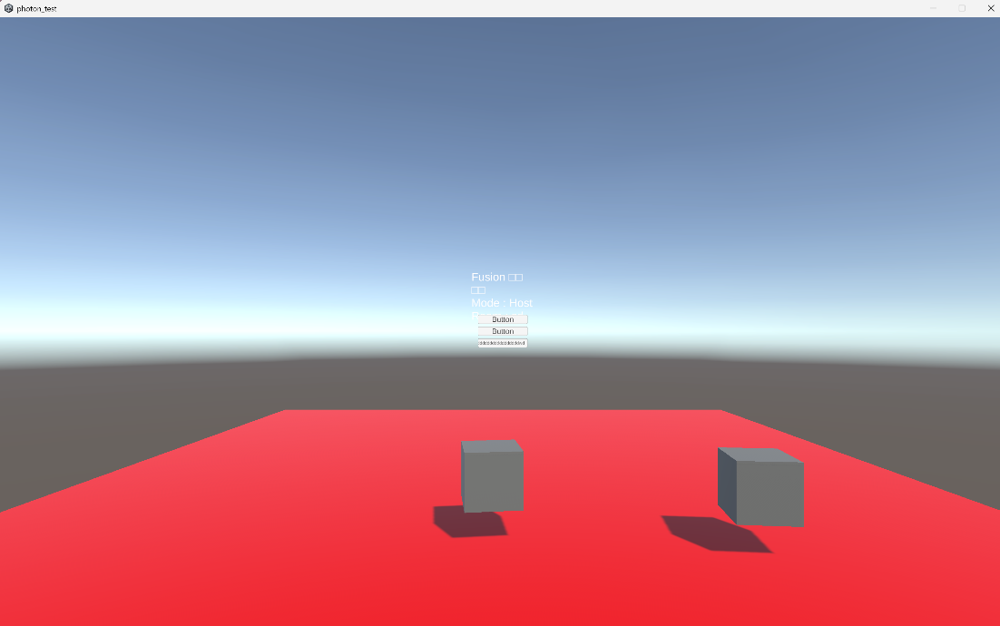 photon_test
Fusion □□
□□
Mode : Host
Button
Button